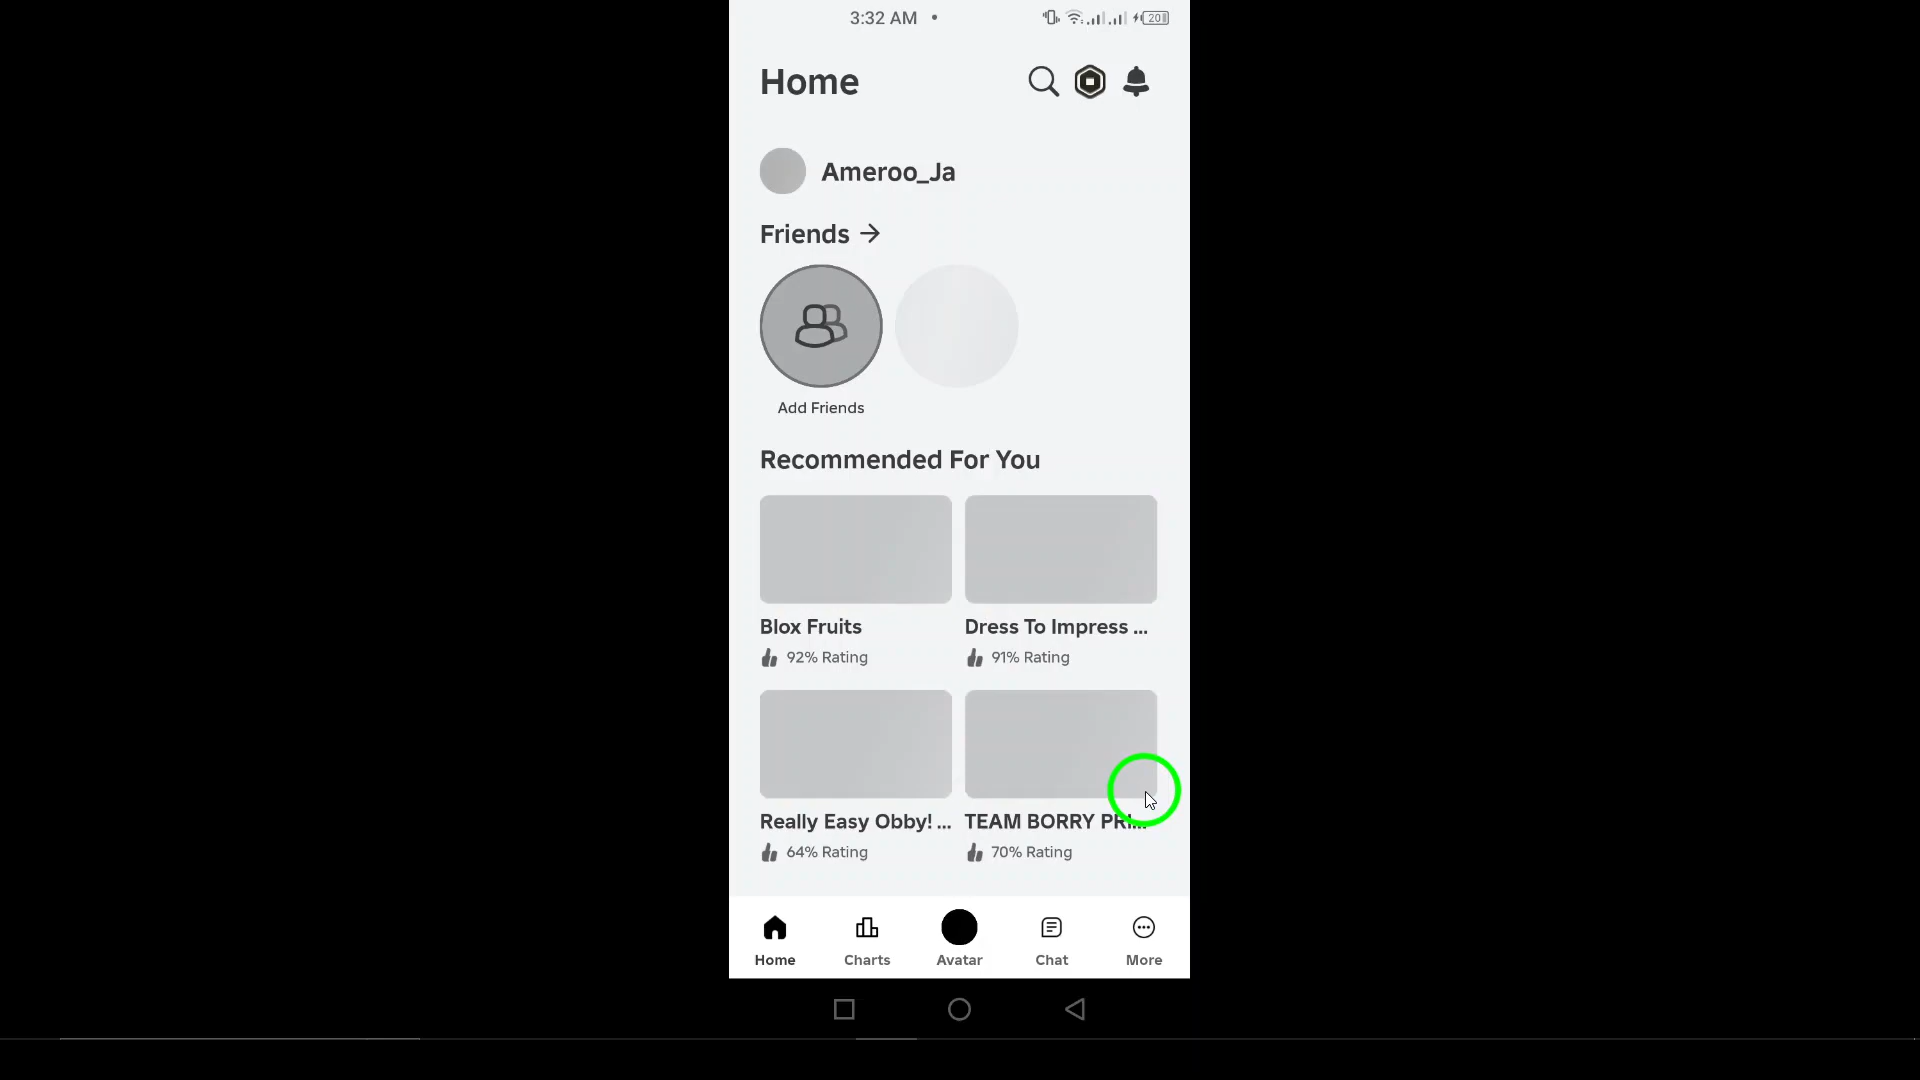 3:32 AM
20
Home
Ameroo_Ja
Friends
Add Friends
Recommended For You
Blox Fruits
Dress To Impress ...
92% Rating
91% Rating
Really Easy Obby! ...
TEAM BORRY PRI...
64% Rating
70% Rating
Home
Charts
Avatar
Chat
More